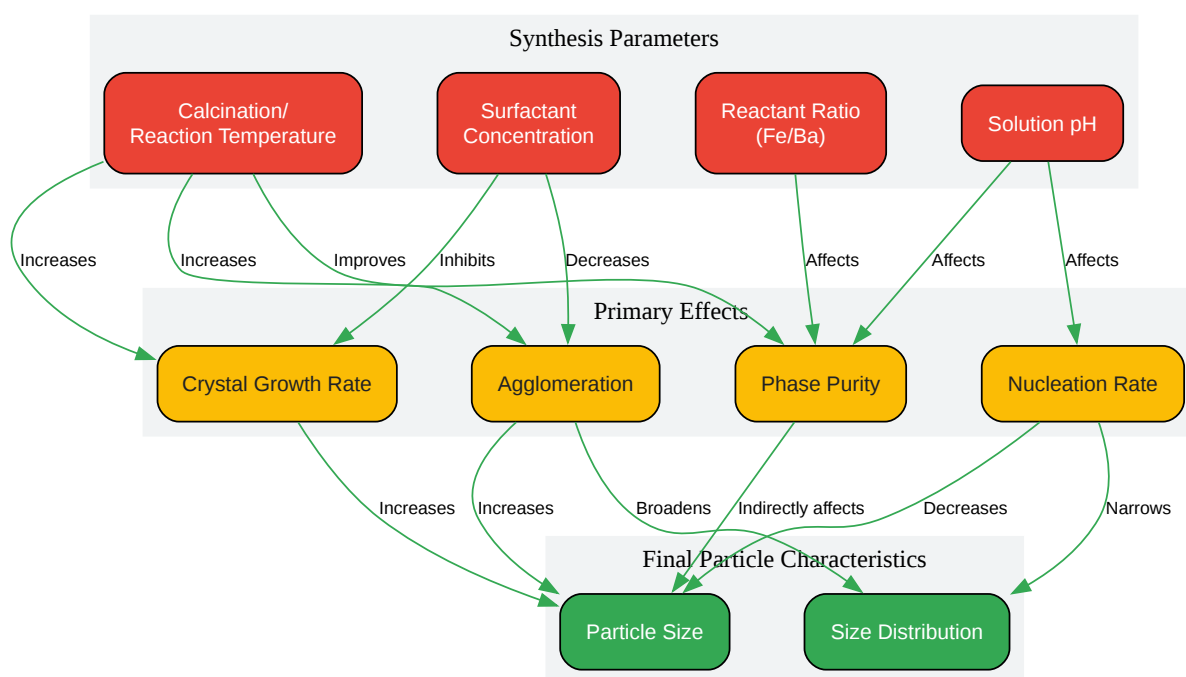 Synthesis Parameters
Calcination/
Reaction Temperature
Surfactant
Concentration
Reactant Ratio
(Fe/Ba)
Solution pH
Increases
Increases
Improves
Inhibits
Decreases
Affects
Affects
Affects
Primary Effects
Crystal Growth Rate
Agglomeration
Phase Purity
Nucleation Rate
Increases
Increases
Broadens
Indirectly affects
Decreases
Narrows
Final Particle Characteristics
Particle Size
Size Distribution